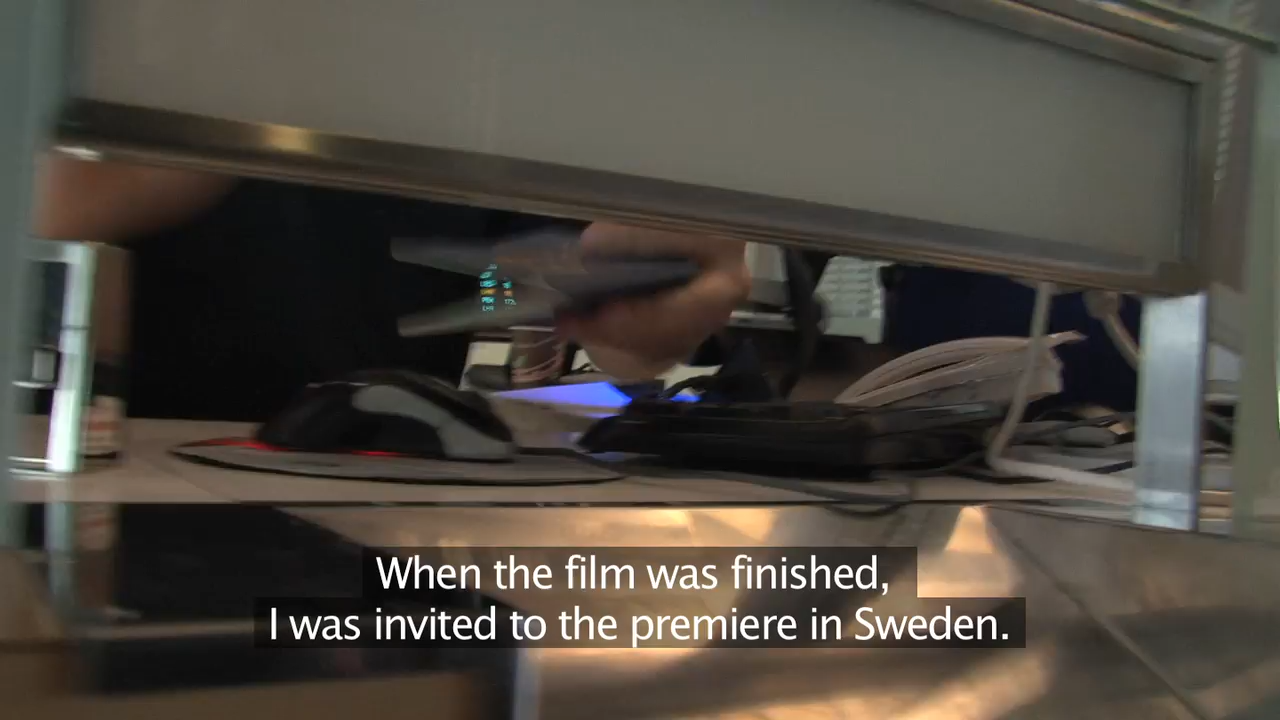 When the film was finished,
I was invited to the premiere in Sweden.